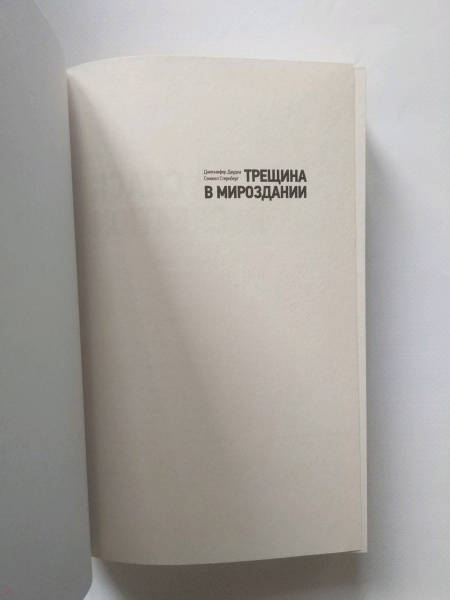 Дженнифер Даудна
Сэмюел Стернберг
ТРЕЩИНА
В МИРОЗДАНИИ